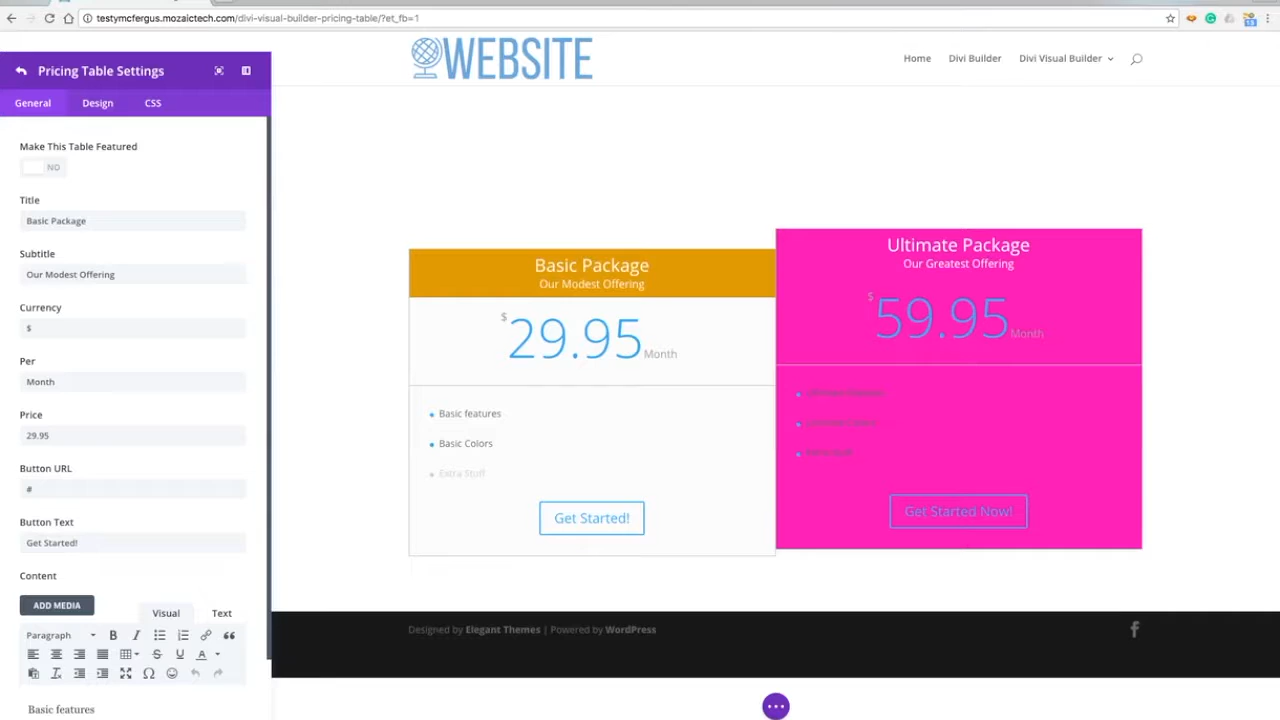 testymcfergus.mozaictech.com/divi-visual-builder-pricing-table/?et_fb=1
WEBSITE
Home Divi Builder Divi Visual Builder
Pricing Table Settings
General Design CSS
Make This Table Featured
NO
Title
Basic Package
Subtitle
Our Modest Offering
Currency
$
Per
Month
Price
29.95
Button URL
#
Button Text
Get Started!
Content
ADD MEDIA
Visual Text
Paragraph
Basic features
Basic Package
Our Modest Offering
$ 29.95 Month
Basic features
Basic Colors
Extra Stuff
Get Started!
Ultimate Package
Our Greatest Offering
$ 59.95 Month
Extra Stuff
Get Started Now!
Designed by Elegant Themes | Powered by WordPress